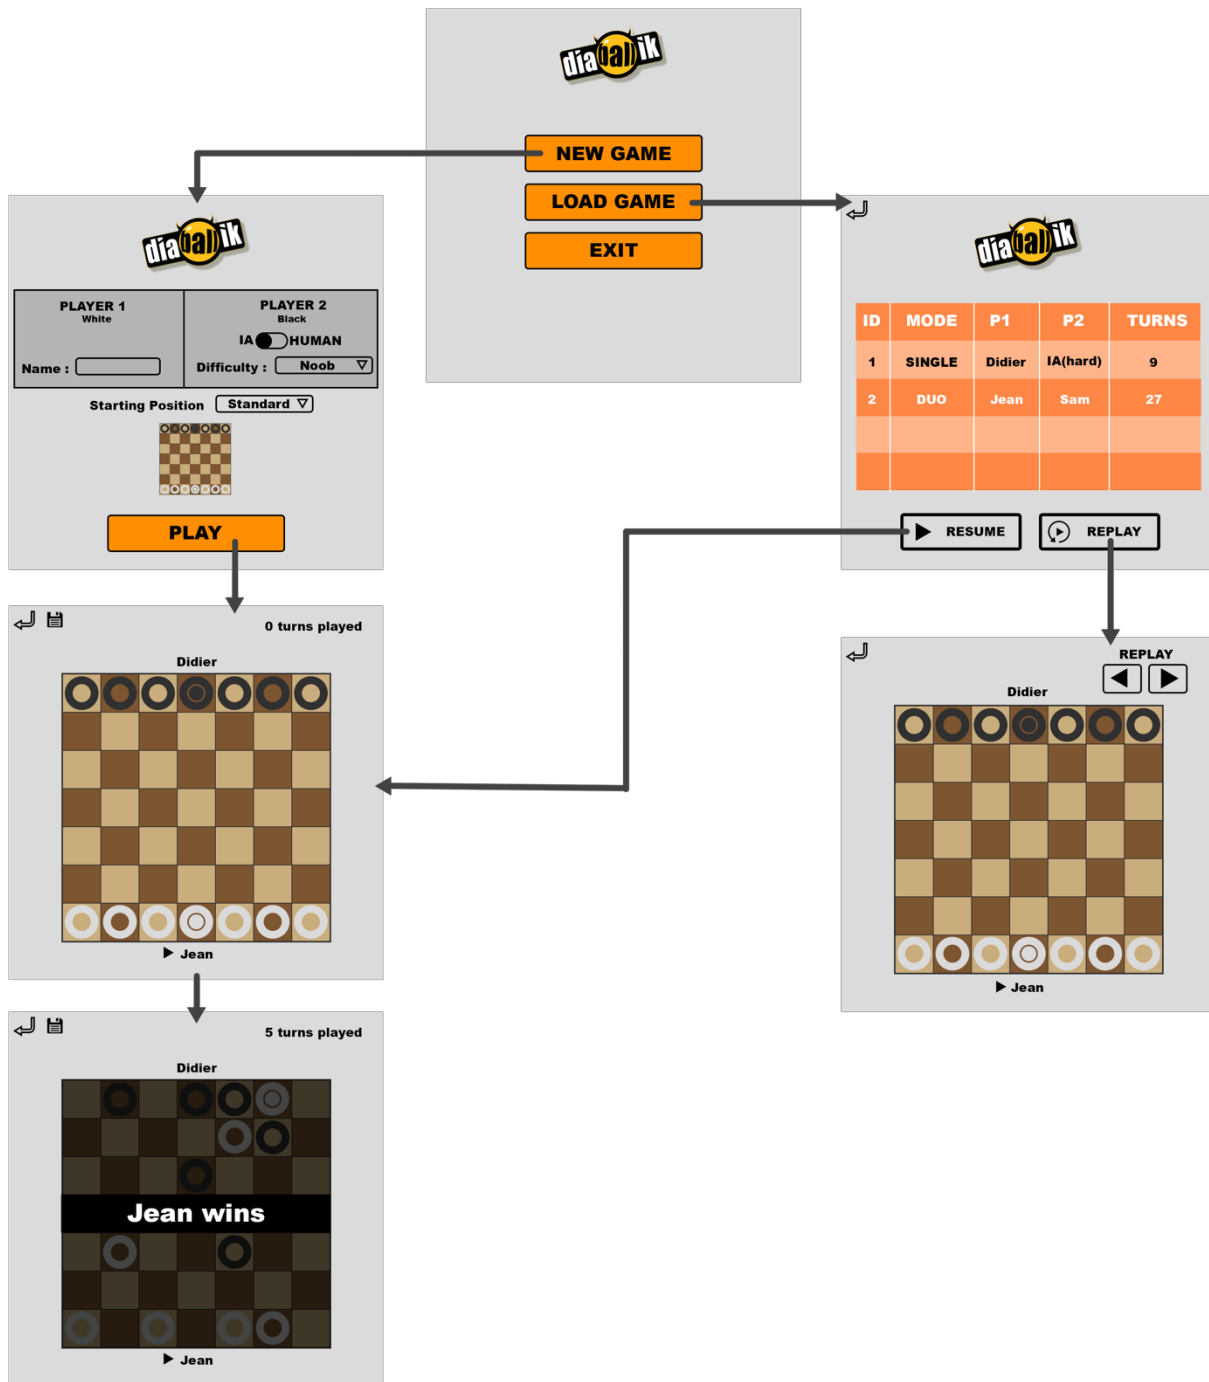 diaballik
NEW GAME
LOAD GAME
EXIT
diaballik
PLAYER 1
White
Name :
PLAYER 2
Black
IA HUMAN
Difficulty : Noob
Starting Position Standard
PLAY
diaballik
ID MODE P1 P2 TURNS
1 SINGLE Didier IA(hard) 9
2 DUO Jean Sam 27
RESUME REPLAY
0 turns played
Didier
Jean
REPLAY
Didier
Jean
5 turns played
Didier
Jean wins
Jean